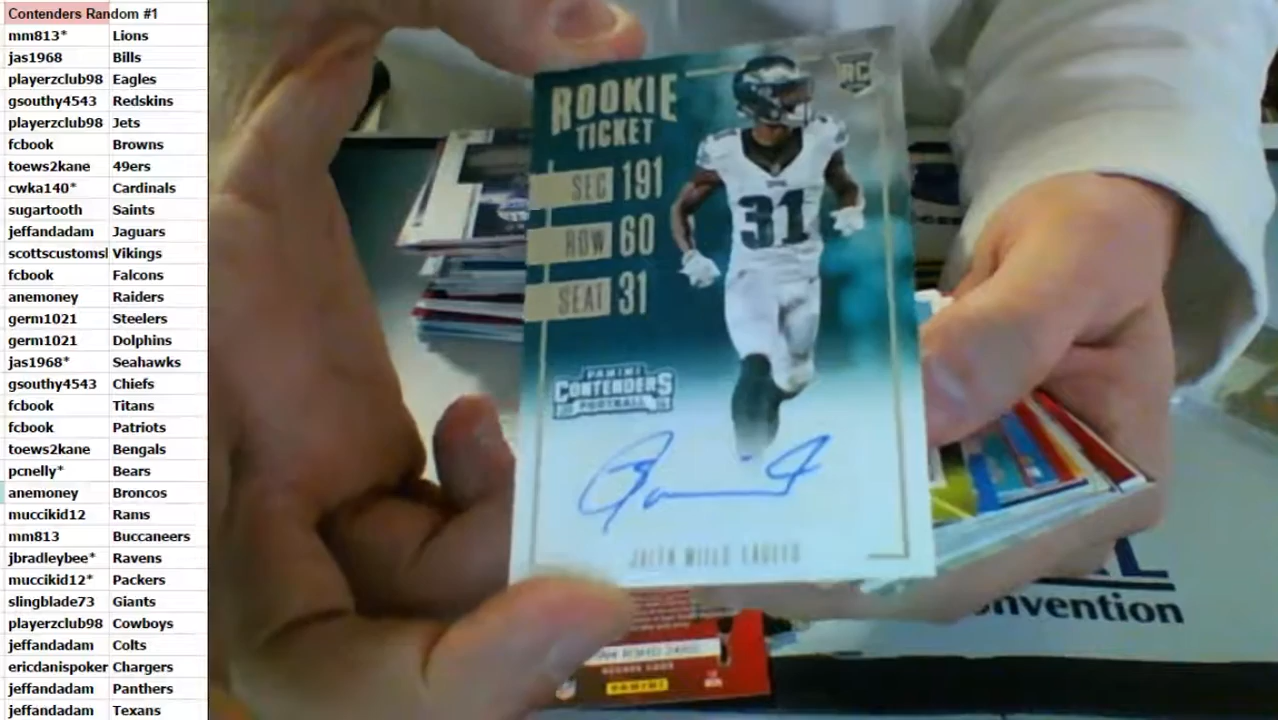 Contenders Random #1
mm813* Lions
jas1968 Bills
playerzclub98 Eagles
gsouthy4543 Redskins
playerzclub98 Jets
fcbook Browns
toews2kane 49ers
cwka140* Cardinals
sugartooth Saints
jeffandadam Jaguars
scottscustomsl Vikings
fcbook Falcons
anemoney Raiders
germ1021 Steelers
germ1021 Dolphins
jas1968* Seahawks
gsouthy4543 Chiefs
fcbook Titans
fcbook Patriots
toews2kane Bengals
pcnelly* Bears
anemoney Broncos
muccikid12 Rams
mm813 Buccaneers
jbradleybee* Ravens
muccikid12* Packers
slingblade73 Giants
playerzclub98 Cowboys
jeffandadam Colts
ericdanispoker Chargers
jeffandadam Panthers
jeffandadam Texans
ROOKIE
TICKET
RC
SEC 191
ROW 60
SEAT 31
31
PANINI
CONTENDERS
FOOTBALL
JALEN MILLS EAGLES
PANINI
AL
nvention